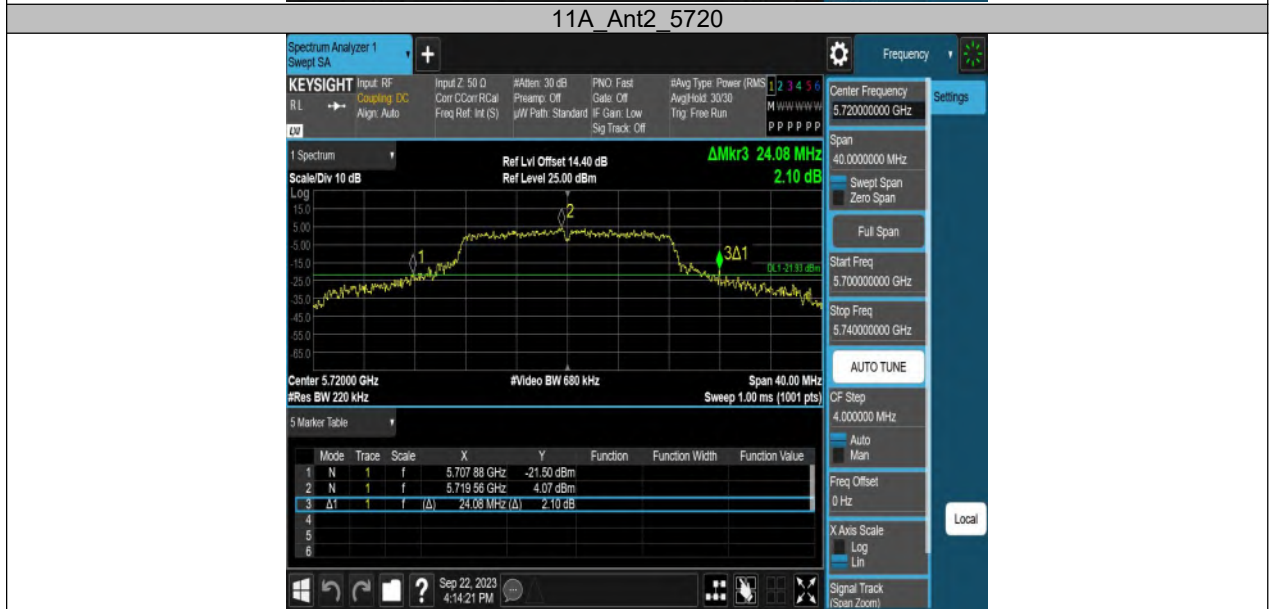 11A_Ant2_5720
Spectrum Analyzer 1
Swept SA
+
Frequency
KEYSIGHT
RL
LXI
Input: RF
Coupling: DC
Align: Auto
Input Z: 50 Ω
Corr CCorr RCal
Freq Ref: Int (S)
#Atten: 30 dB
Preamp: Off
µW Path: Standard
PNO: Fast
Gate: Off
IF Gain: Low
Sig Track: Off
#Avg Type: Power (RMS
Avg|Hold: 30/30
Trig: Free Run
1 2 3 4 5 6
M W W W W W
P P P P P P
1 Spectrum
Scale/Div 10 dB
Ref Lvl Offset 14.40 dB
Ref Level 25.00 dBm
ΔMkr3 24.08 MHz
2.10 dB
Log
15.0
5.00
-5.00
-15.0
-25.0
-35.0
-45.0
-55.0
-65.0
1
2
3Δ1
DL1 -21.93 dBm
Center 5.72000 GHz
#Video BW 680 kHz
Span 40.00 MHz
#Res BW 220 kHz
Sweep 1.00 ms (1001 pts)
5 Marker Table
Mode Trace Scale X Y Function Function Width Function Value
1 N 1 f 5.707 88 GHz -21.50 dBm
2 N 1 f 5.719 56 GHz 4.07 dBm
3 Δ1 1 f (Δ) 24.08 MHz (Δ) 2.10 dB
4
5
6
?
Sep 22, 2023
4:14:21 PM
Center Frequency
5.720000000 GHz
Settings
Span
40.0000000 MHz
Swept Span
Zero Span
Full Span
Start Freq
5.700000000 GHz
Stop Freq
5.740000000 GHz
AUTO TUNE
CF Step
4.000000 MHz
Auto
Man
Freq Offset
0 Hz
X Axis Scale
Log
Lin
Local
Signal Track
(Span Zoom)